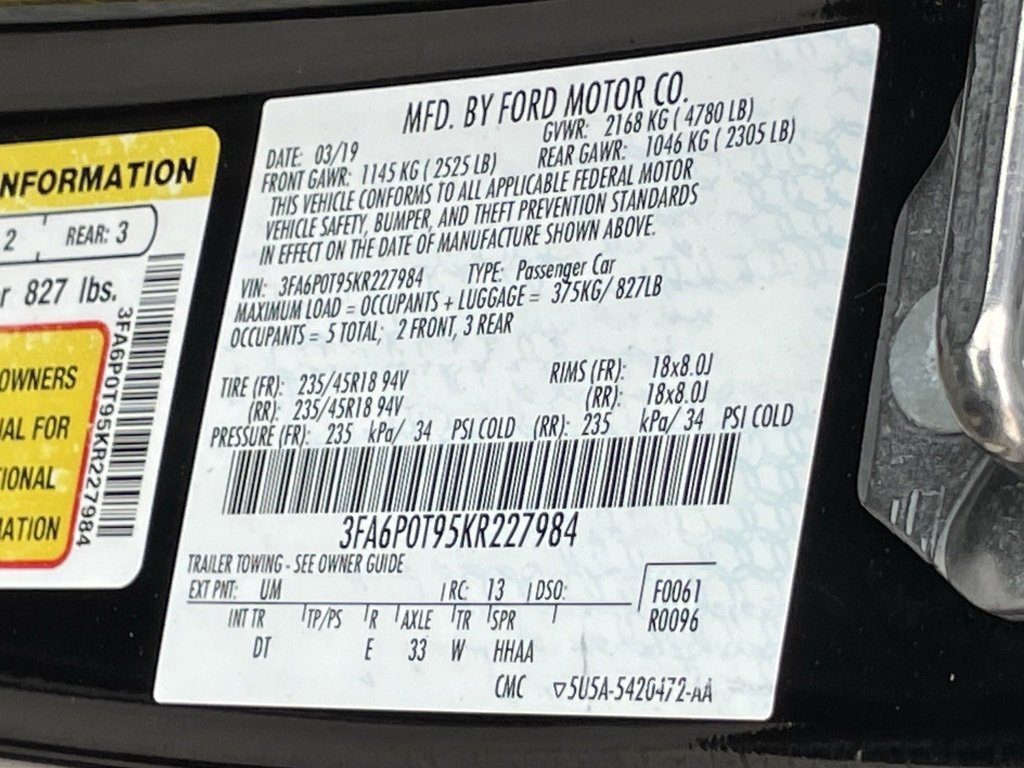 MFD. BY FORD MOTOR CO.
DATE: 03/19 GVWR: 2168 KG ( 4780 LB)
FRONT GAWR: 1145 KG ( 2525 LB) REAR GAWR: 1046 KG ( 2305 LB)
THIS VEHICLE CONFORMS TO ALL APPLICABLE FEDERAL MOTOR
VEHICLE SAFETY, BUMPER, AND THEFT PREVENTION STANDARDS
IN EFFECT ON THE DATE OF MANUFACTURE SHOWN ABOVE.
VIN: 3FA6P0T95KR227984 TYPE: Passenger Car
MAXIMUM LOAD = OCCUPANTS + LUGGAGE = 375KG/ 827LB
OCCUPANTS = 5 TOTAL; 2 FRONT, 3 REAR
TIRE (FR): 235/45R18 94V RIMS (FR): 18x8.0J
(RR): 235/45R18 94V (RR): 18x8.0J
PRESSURE (FR): 235 kPa/ 34 PSI COLD (RR): 235 kPa/ 34 PSI COLD
3FA6P0T95KR227984
TRAILER TOWING - SEE OWNER GUIDE
EXT PNT: UM RC: 13 DSO: F0061
INT TR TP/PS R AXLE TR SPR R0096
DT E 33 W HHAA
CMC ▽5U5A-5420472-AA
NFORMATION
2 REAR: 3
r 827 lbs.
3FA6P0T95KR227984
OWNERS
UAL FOR
IONAL
MATION